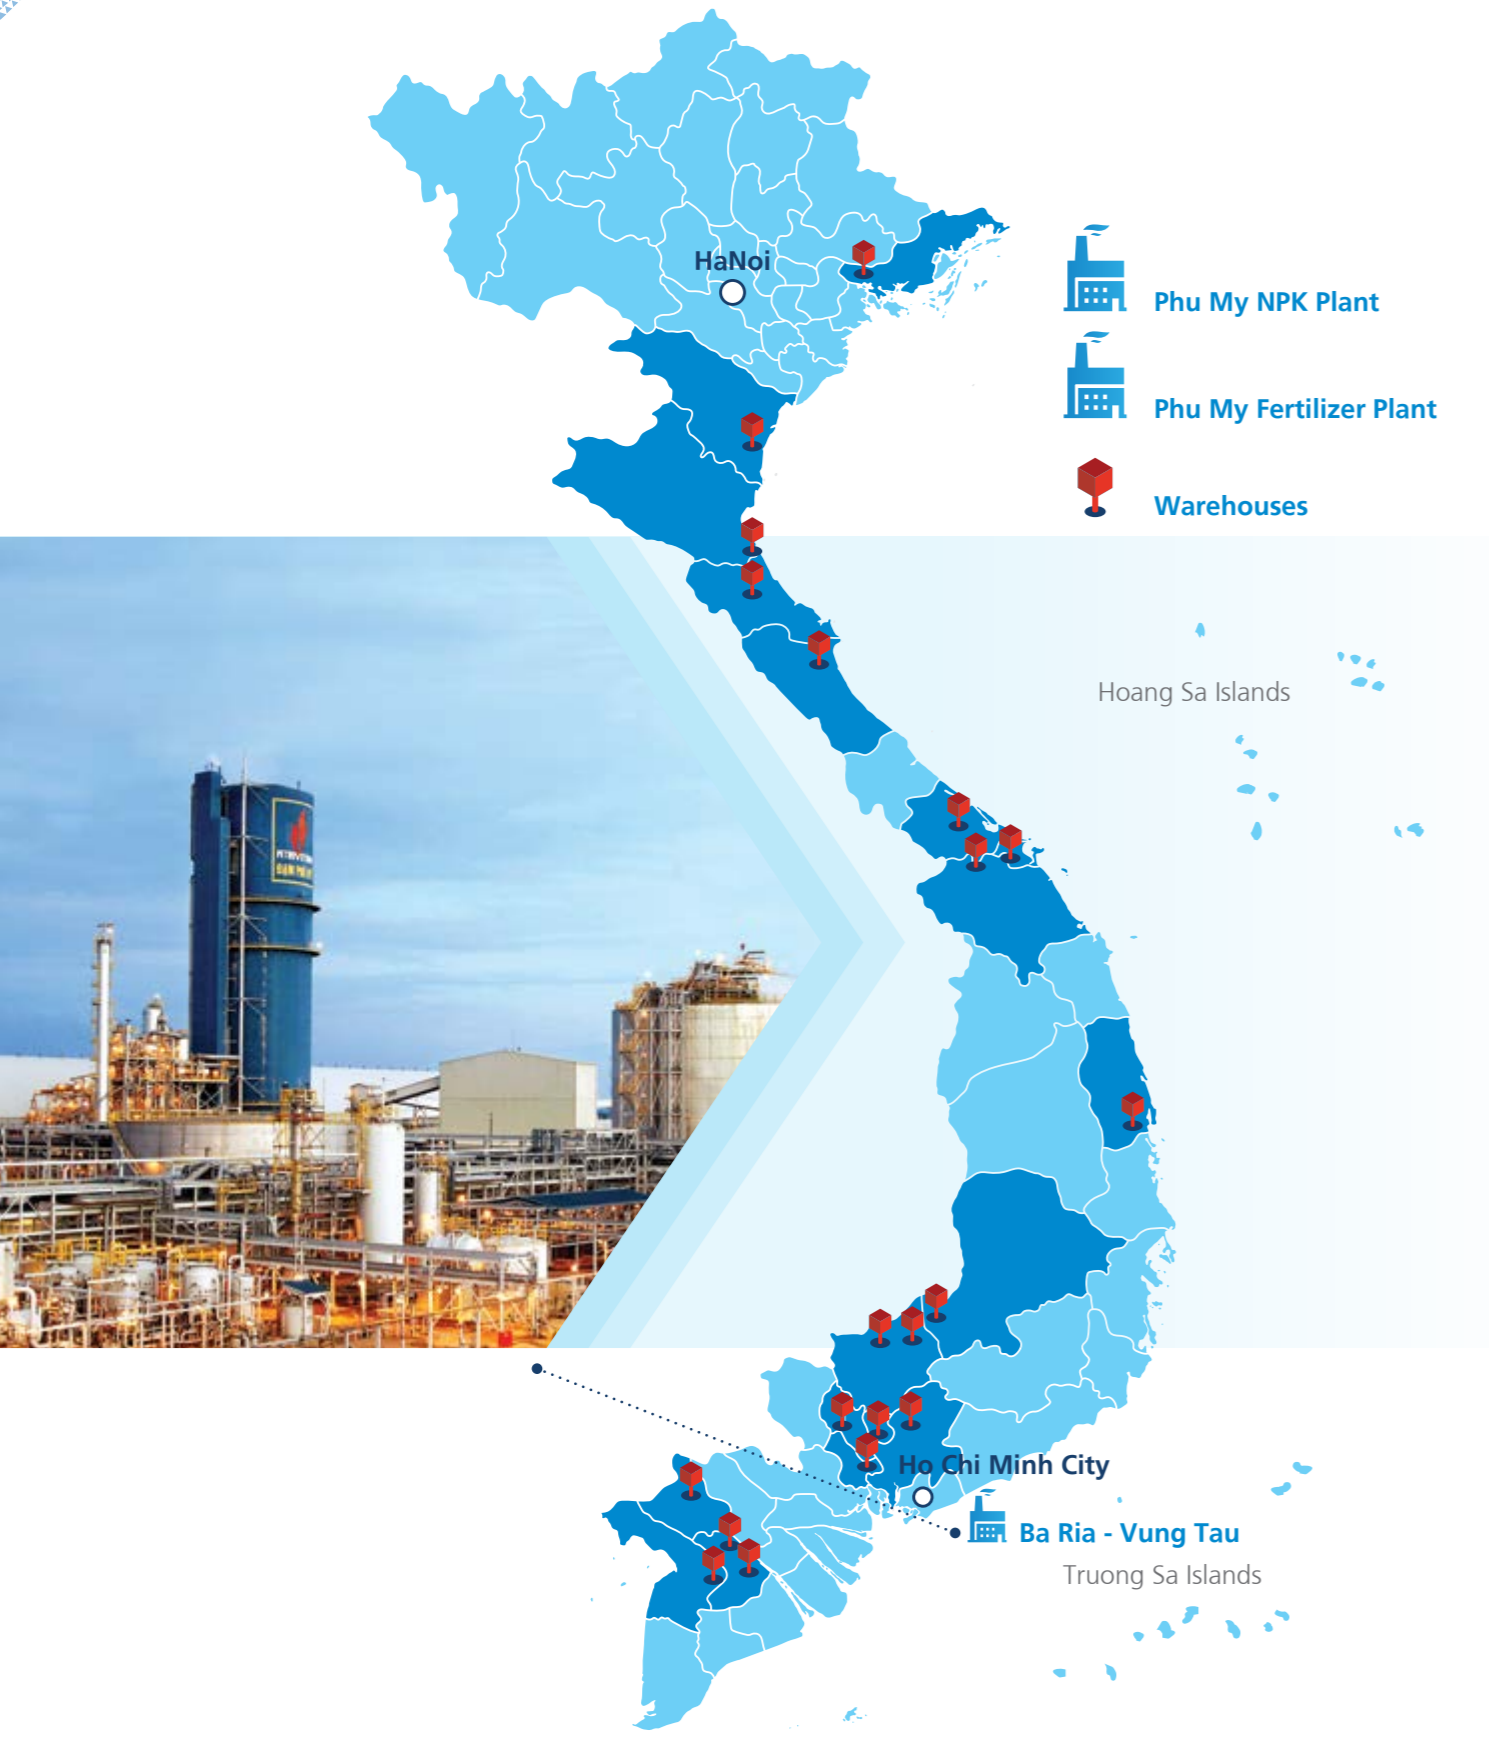 HaNoi
Phu My NPK Plant
Phu My Fertilizer Plant
Warehouses
Hoang Sa Islands
Ho Chi Minh City
Ba Ria - Vung Tau
Truong Sa Islands